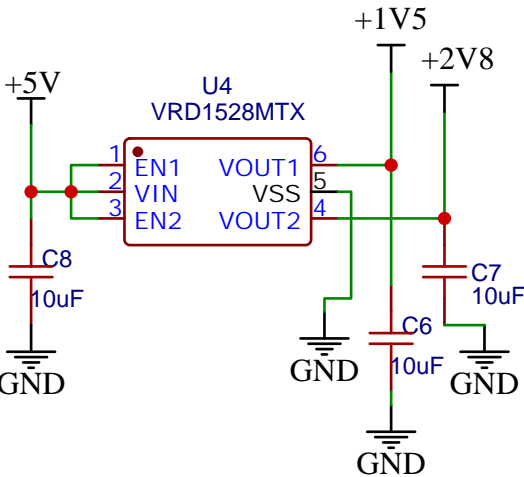 +1V5
+2V8
+5V
U4
VRD1528MTX
1 EN1 VOUT1 6
2 VIN VSS 5
3 EN2 VOUT2 4
C8
10uF
C7
10uF
C6
10uF
GND
GND
GND
GND